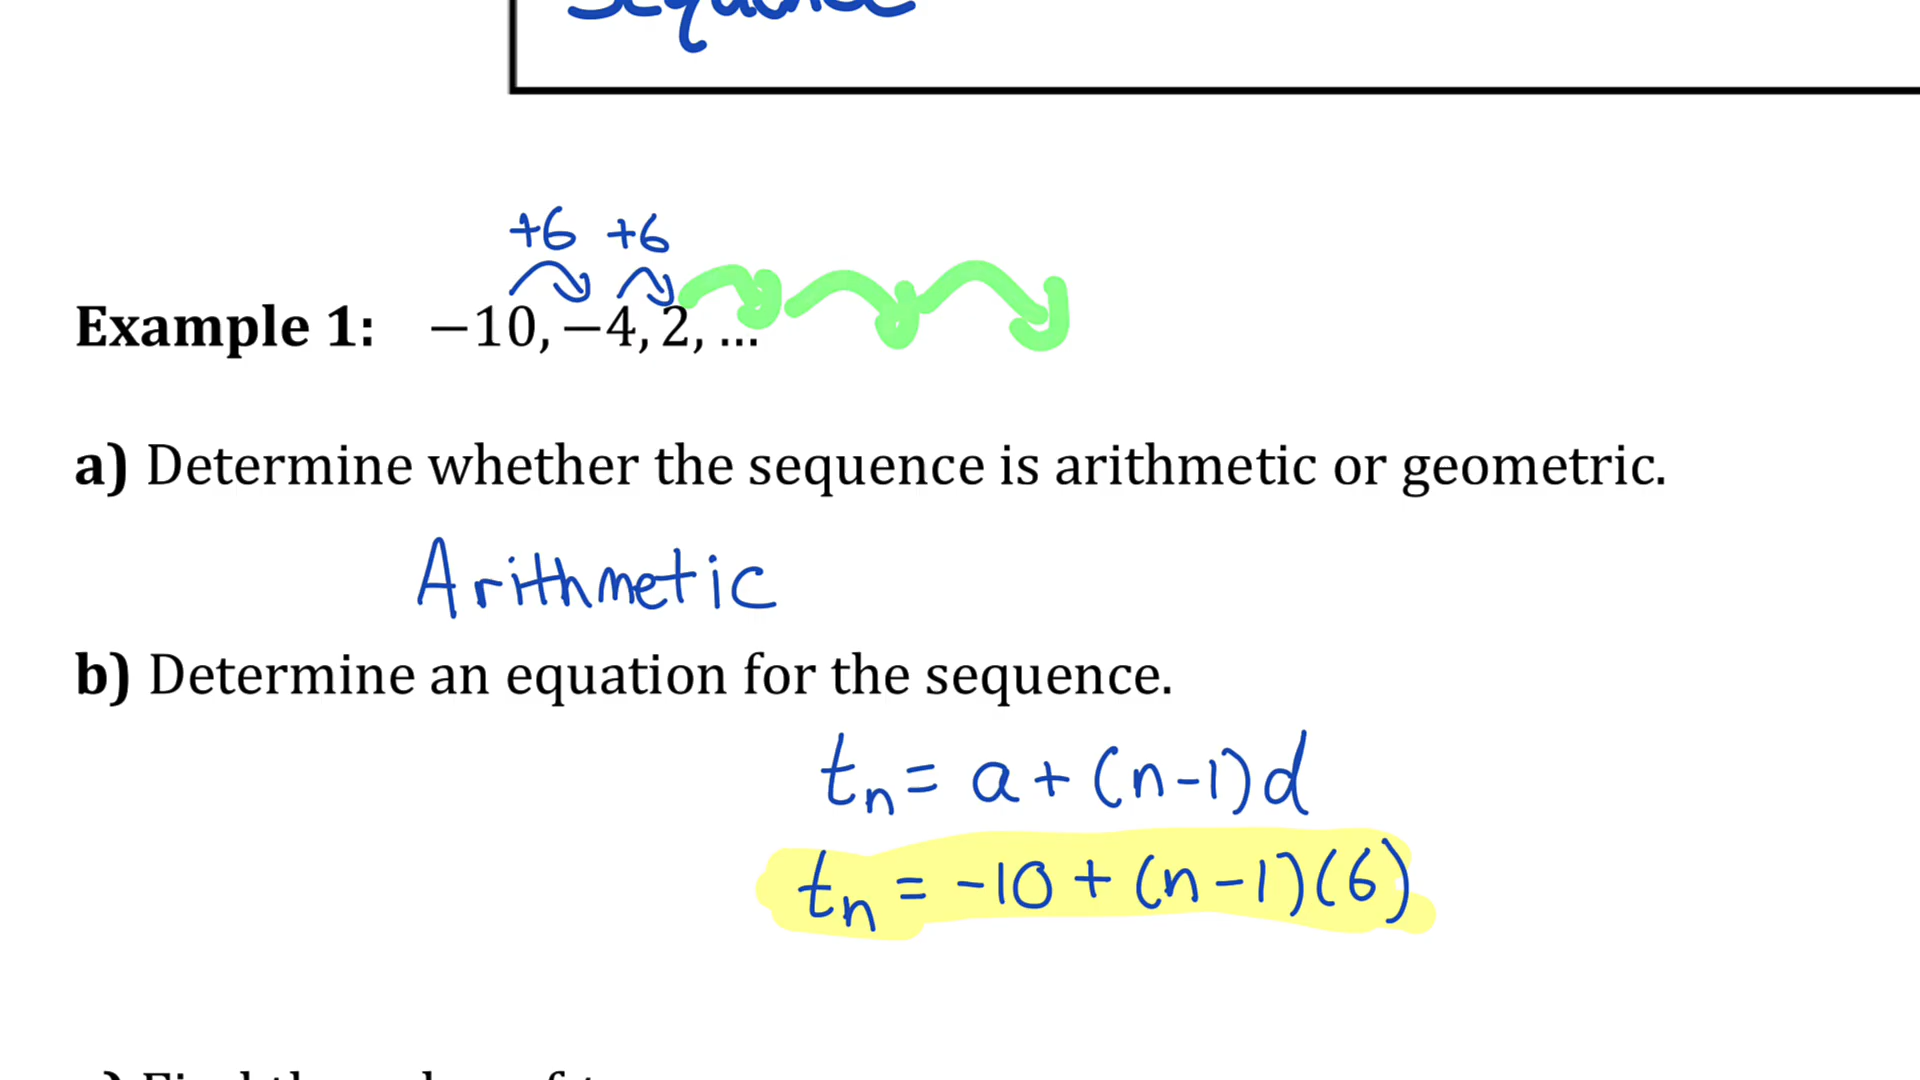 sequence
+6 +6
Example 1: −10, −4, 2, ...
a) Determine whether the sequence is arithmetic or geometric.
Arithmetic
b) Determine an equation for the sequence.
tₙ = a + (n-1)d
tₙ = -10 + (n-1)(6)